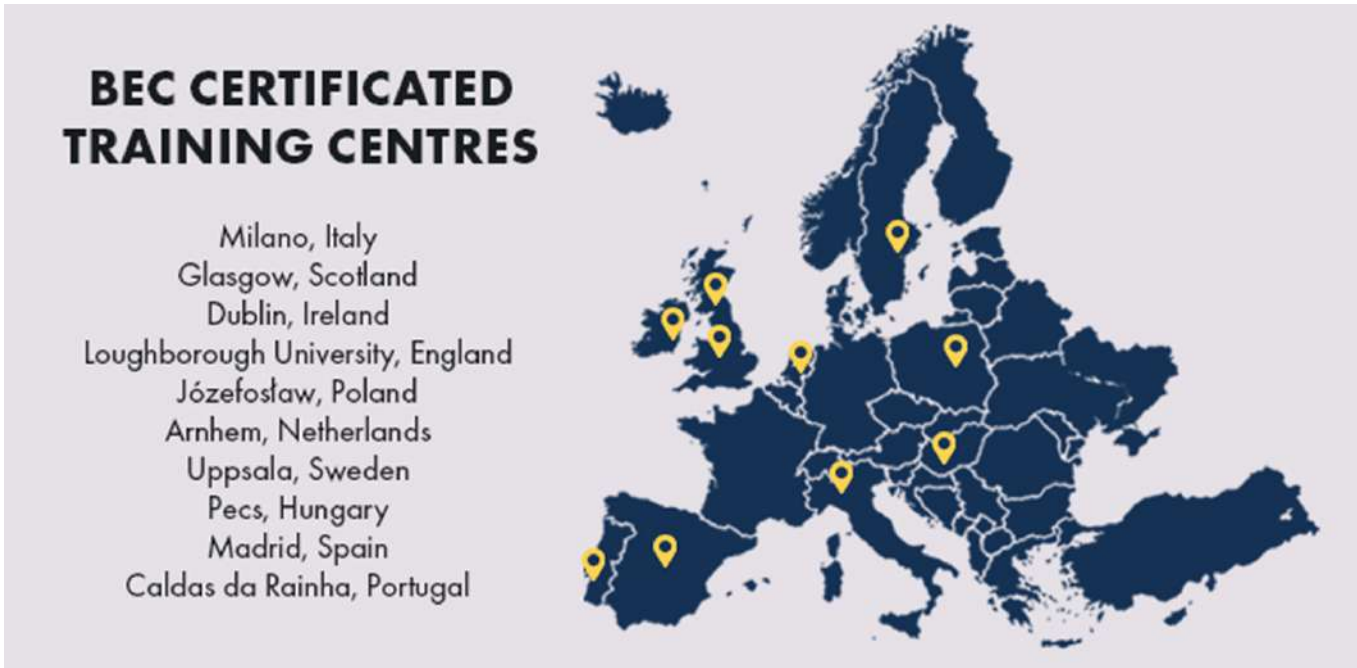 BEC CERTIFICATED
TRAINING CENTRES
Milano, Italy
Glasgow, Scotland
Dublin, Ireland
Loughborough University, England
Józefosław, Poland
Arnhem, Netherlands
Uppsala, Sweden
Pecs, Hungary
Madrid, Spain
Caldas da Rainha, Portugal